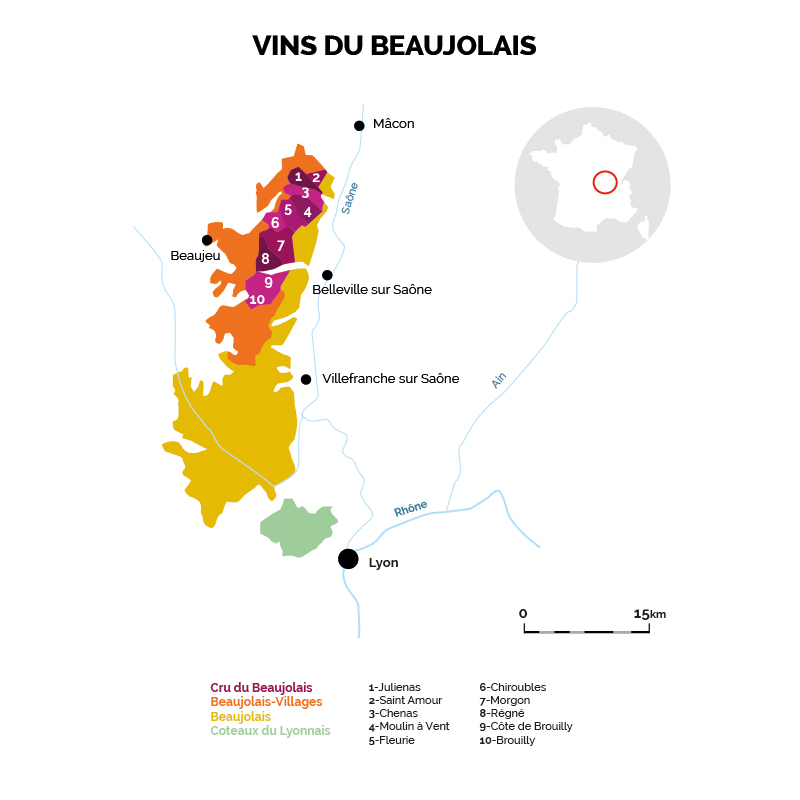 VINS DU BEAUJOLAIS
Mâcon
1
2
3
Saône
5
4
6
Beaujeu
7
8
9
Belleville sur Saône
10
Villefranche sur Saône
Ain
Rhône
Lyon
0 15km
Cru du Beaujolais
Beaujolais-Villages
Beaujolais
Coteaux du Lyonnais
1-Julienas
2-Saint Amour
3-Chenas
4-Moulin à Vent
5-Fleurie
6-Chiroubles
7-Morgon
8-Régné
9-Côte de Brouilly
10-Brouilly